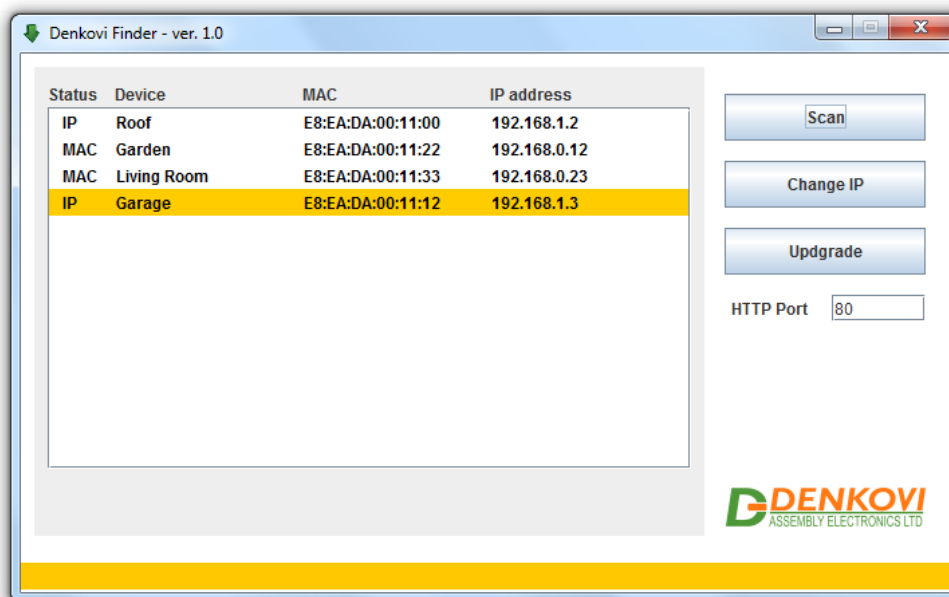 Denkovi Finder - ver. 1.0
Status Device MAC IP address
IP Roof E8:EA:DA:00:11:00 192.168.1.2
MAC Garden E8:EA:DA:00:11:22 192.168.0.12
MAC Living Room E8:EA:DA:00:11:33 192.168.0.23
IP Garage E8:EA:DA:00:11:12 192.168.1.3
Scan
Change IP
Updgrade
HTTP Port 80
DENKOVI
ASSEMBLY ELECTRONICS LTD